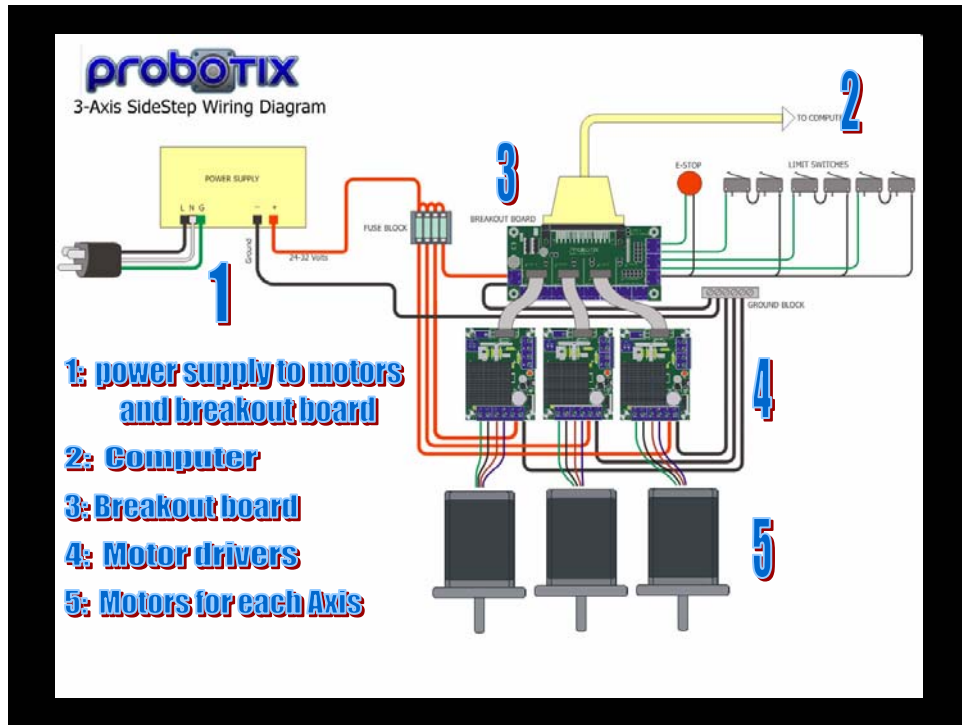 PROBOTIX
3-Axis SideStep Wiring Diagram
2
TO COMPUTE
3
E-STOP
LIMIT SWITCHES
POWER SUPPLY
L N G
- +
BREAKOUT BOARD
FUSE BLOCK
Ground
24-32 Volts
PROBOTIX
GROUND BLOCK
1
1: power supply to motors
and breakout board
4
2: Computer
3: Breakout board
4: Motor drivers
5
5: Motors for each Axis